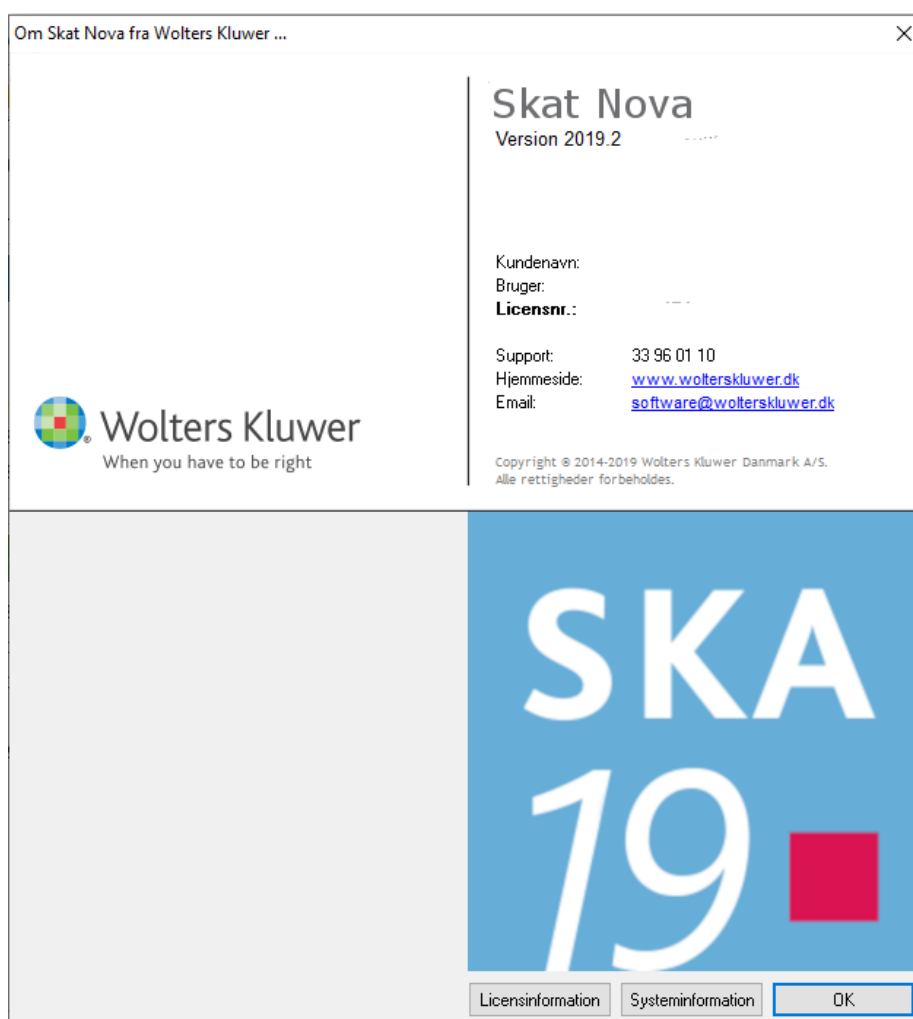 Om Skat Nova fra Wolters Kluwer ...
Skat Nova
Version 2019.2
Kundenavn:
Bruger:
Licensnr.:
Support: 33 96 01 10
Hjemmeside: www.wolterskluwer.dk
Email: software@wolterskluwer.dk
Wolters Kluwer
When you have to be right
Copyright © 2014-2019 Wolters Kluwer Danmark A/S.
Alle rettigheder forbeholdes.
SKA
19
Licensinformation Systeminformation OK